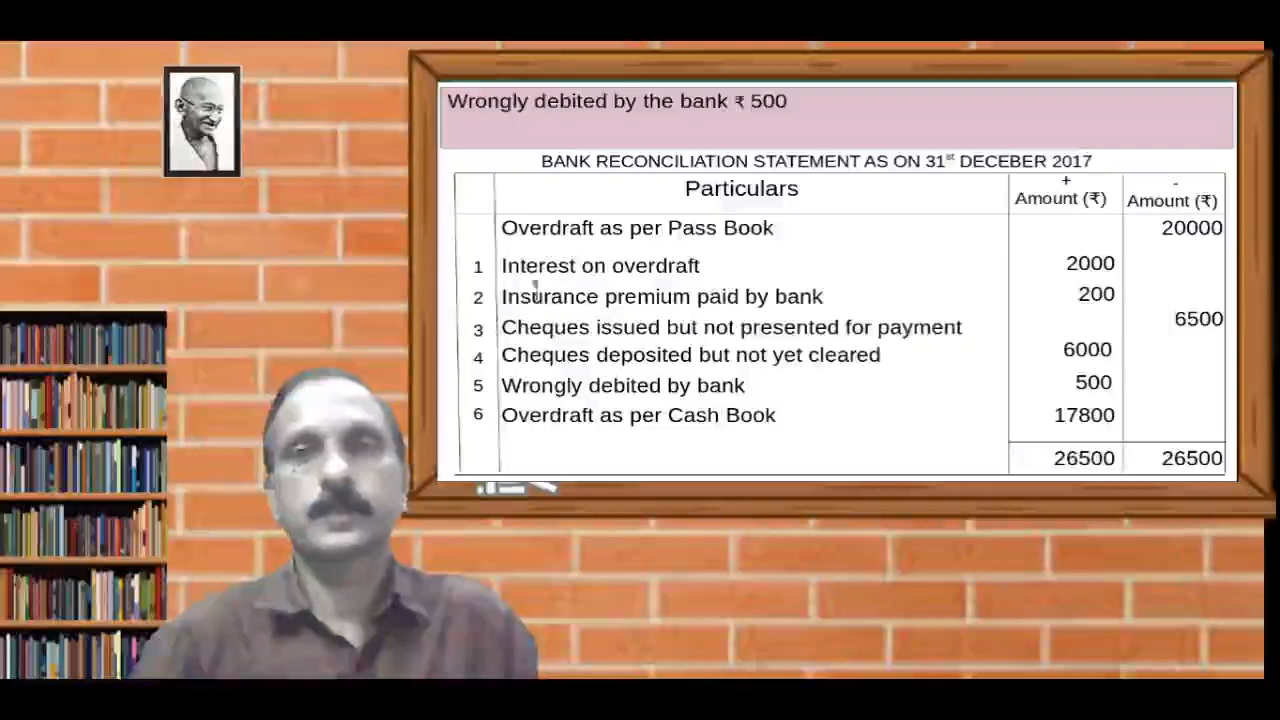 Wrongly debited by the bank ₹ 500
BANK RECONCILIATION STATEMENT AS ON 31st DECEBER 2017
Particulars + Amount (₹) - Amount (₹)
Overdraft as per Pass Book 20000
1 Interest on overdraft 2000
2 Insurance premium paid by bank 200
3 Cheques issued but not presented for payment 6500
4 Cheques deposited but not yet cleared 6000
5 Wrongly debited by bank 500
6 Overdraft as per Cash Book 17800
26500 26500